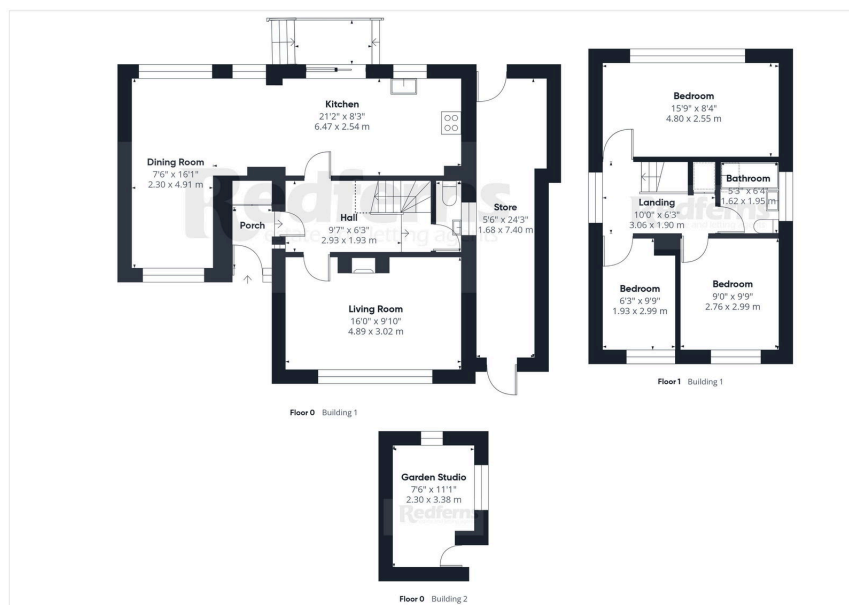 Kitchen
21'2" x 8'3"
6.47 x 2.54 m
Dining Room
7'6" x 16'1"
2.30 x 4.91 m
Porch
Hall
9'7" x 6'3"
2.93 x 1.93 m
Store
5'6" x 24'3"
1.68 x 7.40 m
Living Room
16'0" x 9'10"
4.89 x 3.02 m
Floor 0 Building 1
Bedroom
15'9" x 8'4"
4.80 x 2.55 m
Bathroom
5'3" x 6'4"
1.62 x 1.95 m
Landing
10'0" x 6'3"
3.06 x 1.90 m
Bedroom
6'3" x 9'9"
1.93 x 2.99 m
Bedroom
9'0" x 9'9"
2.76 x 2.99 m
Floor 1 Building 1
Garden Studio
7'6" x 11'1"
2.30 x 3.38 m
Redferns
Floor 0 Building 2
Redferns
Redferns